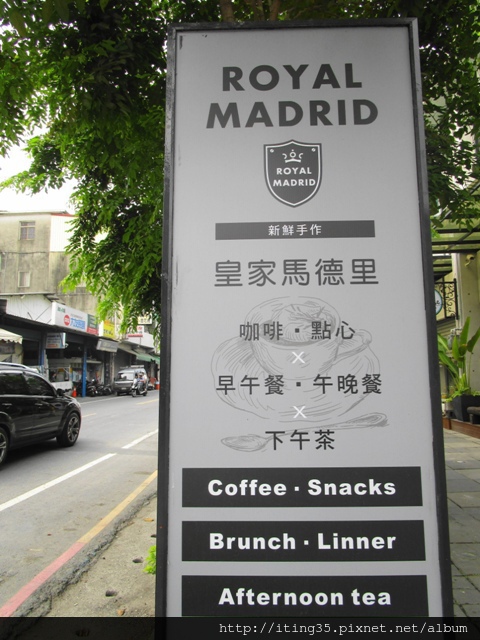 ROYAL
MADRID
ROYAL
MADRID
新鮮手作
皇家馬德里
咖啡·點心
×
早午餐·午晚餐
×
下午茶
Coffee · Snacks
Brunch · Linner
Afternoon tea
http://iting35.pixnet.net/album